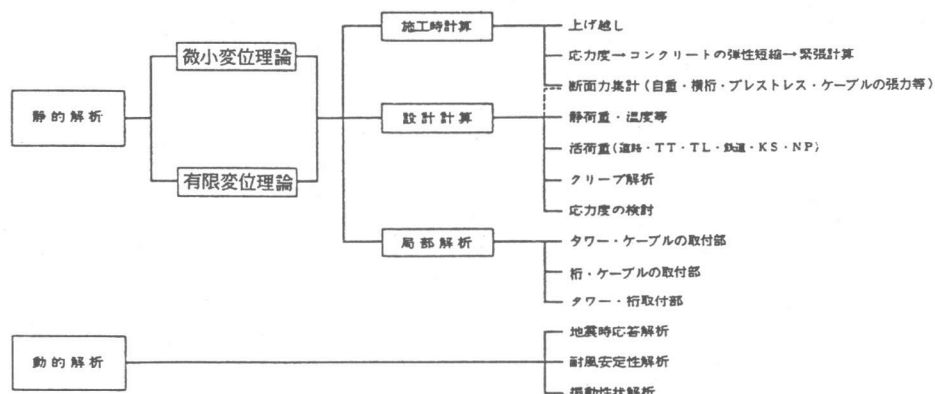 静的解析
微小変位理論
有限変位理論
施工時計算
上げ越し
応力度→コンクリートの弾性短縮→緊張計算
断面力集計(自重・横桁・プレストレス・ケーブルの張力等)
設計計算
静荷重・温度等
活荷重(道路・TT・TL・鉄道・KS・NP)
クリープ解析
応力度の検討
局部解析
タワー・ケーブルの取付部
桁・ケーブルの取付部
タワー・桁取付部
動的解析
地震時応答解析
耐風安定性解析
振動性状解析